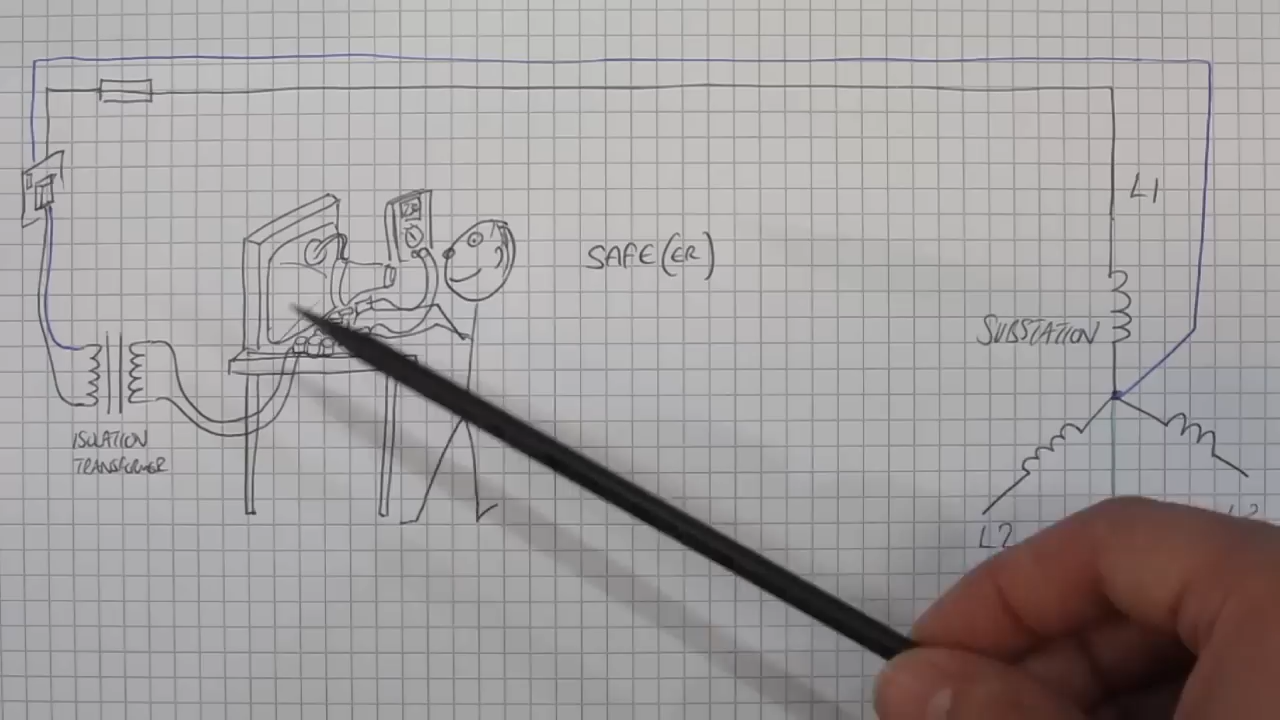 L1
SAFE(ER)
SUBSTATION
ISOLATION
TRANSFORMER
L2